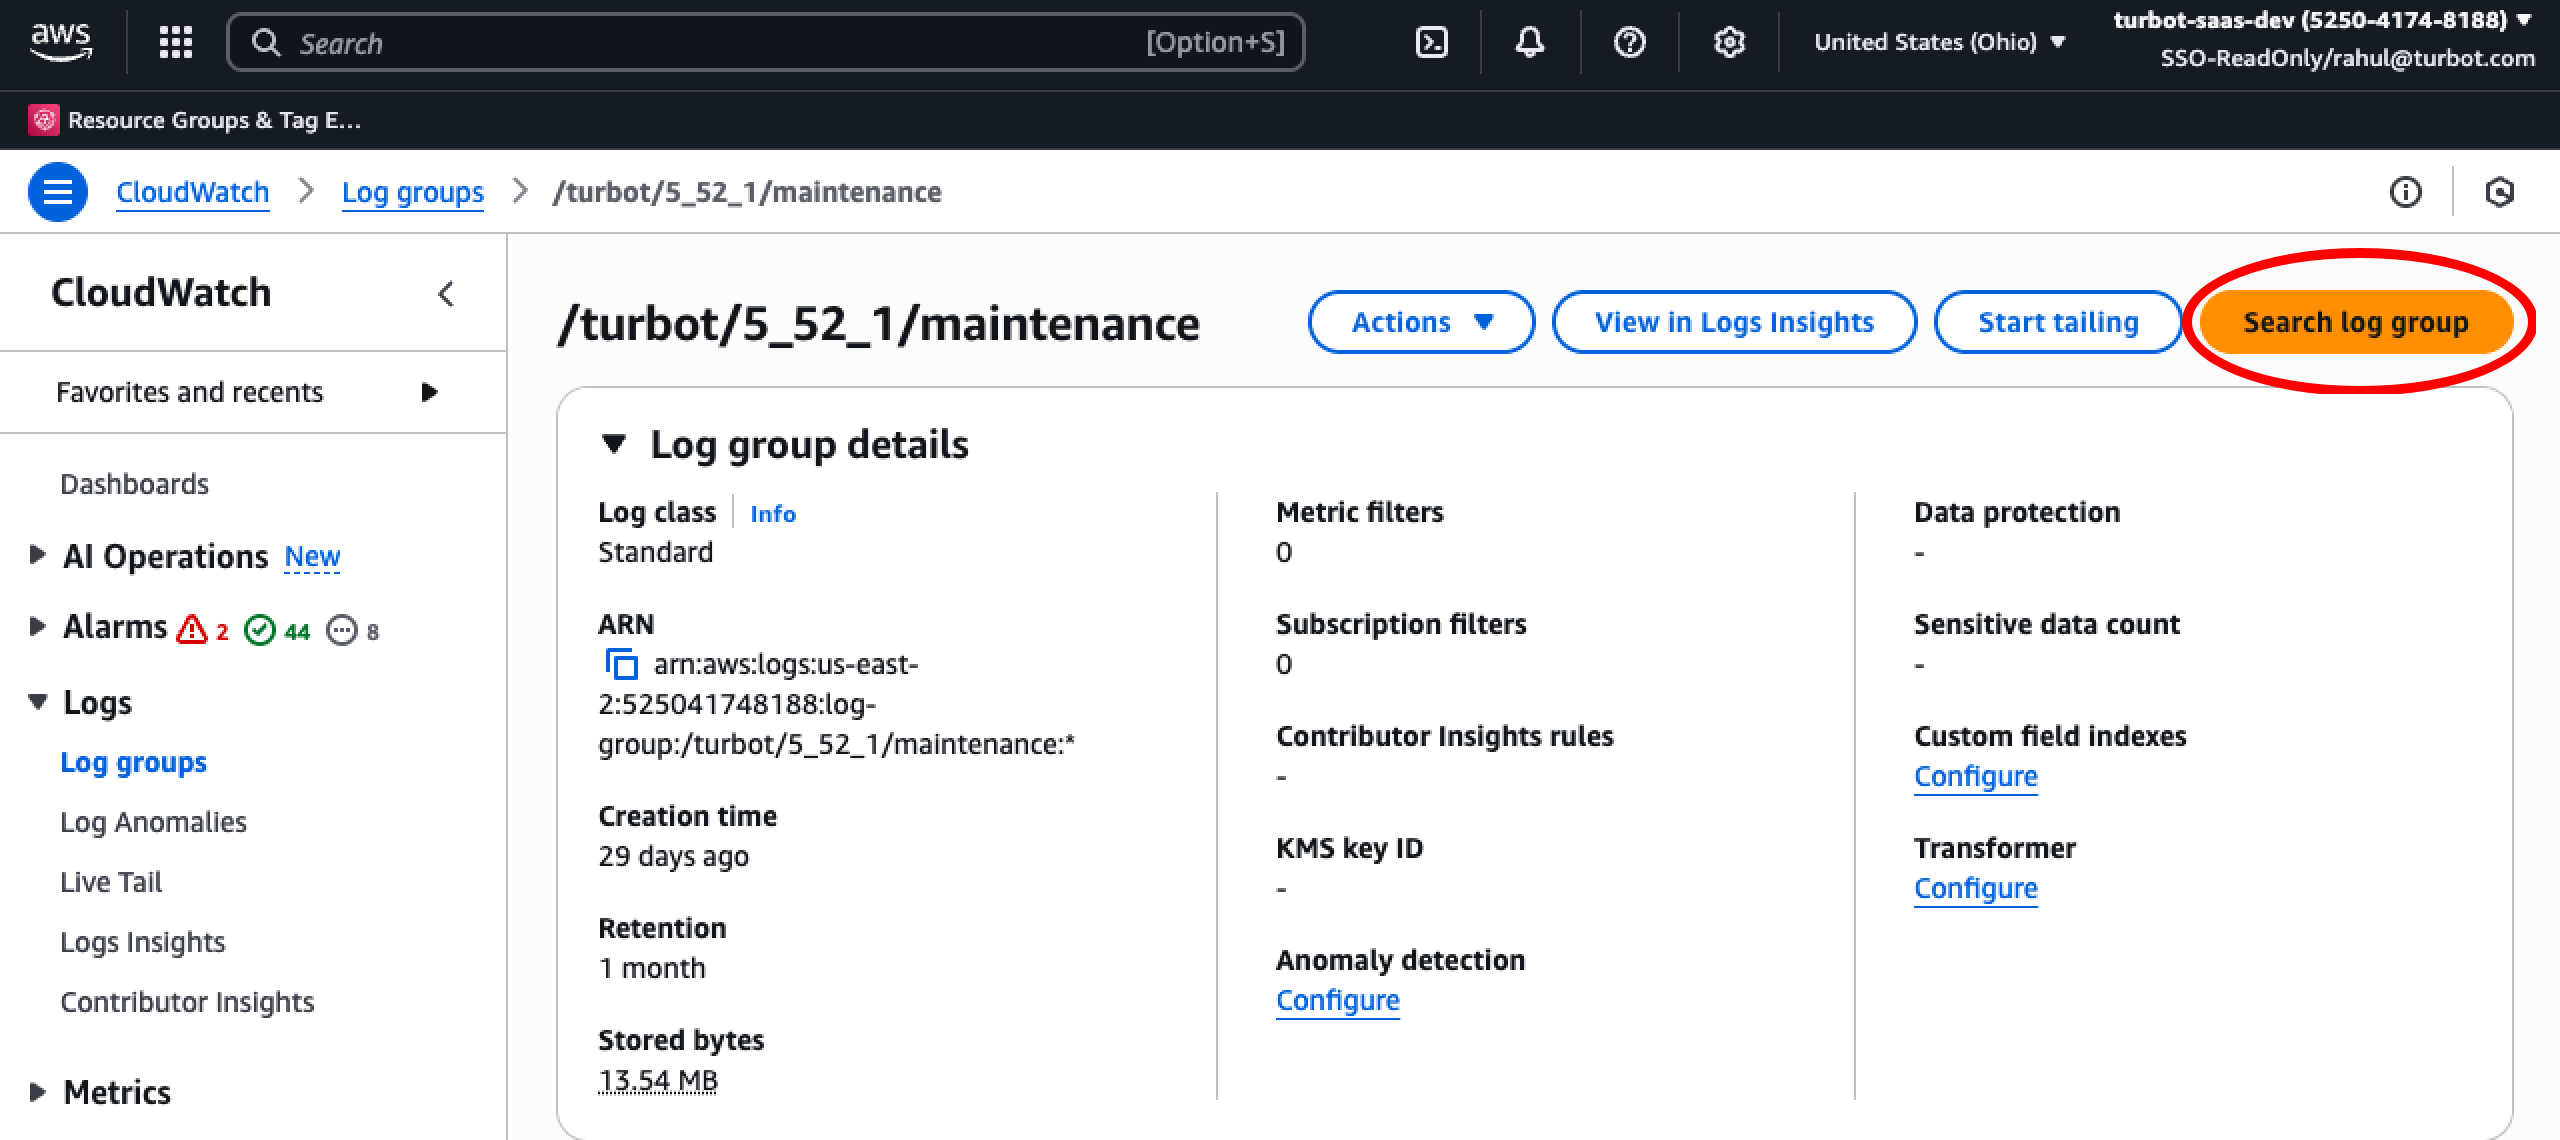 aws
Search
[Option+S]
United States (Ohio) ▼
turbot-saas-dev (5250-4174-8188) ▼
SSO-ReadOnly/rahul@turbot.com
Resource Groups & Tag E...
CloudWatch > Log groups > /turbot/5_52_1/maintenance
CloudWatch
Favorites and recents
Dashboards
AI Operations New
Alarms 2 44 8
Logs
Log groups
Log Anomalies
Live Tail
Logs Insights
Contributor Insights
Metrics
/turbot/5_52_1/maintenance
Actions ▼
View in Logs Insights
Start tailing
Search log group
▼ Log group details
Log class | Info
Standard
ARN
arn:aws:logs:us-east-
2:525041748188:log-
group:/turbot/5_52_1/maintenance:*
Creation time
29 days ago
Retention
1 month
Stored bytes
13.54 MB
Metric filters
0
Subscription filters
0
Contributor Insights rules
-
KMS key ID
-
Anomaly detection
Configure
Data protection
-
Sensitive data count
-
Custom field indexes
Configure
Transformer
Configure